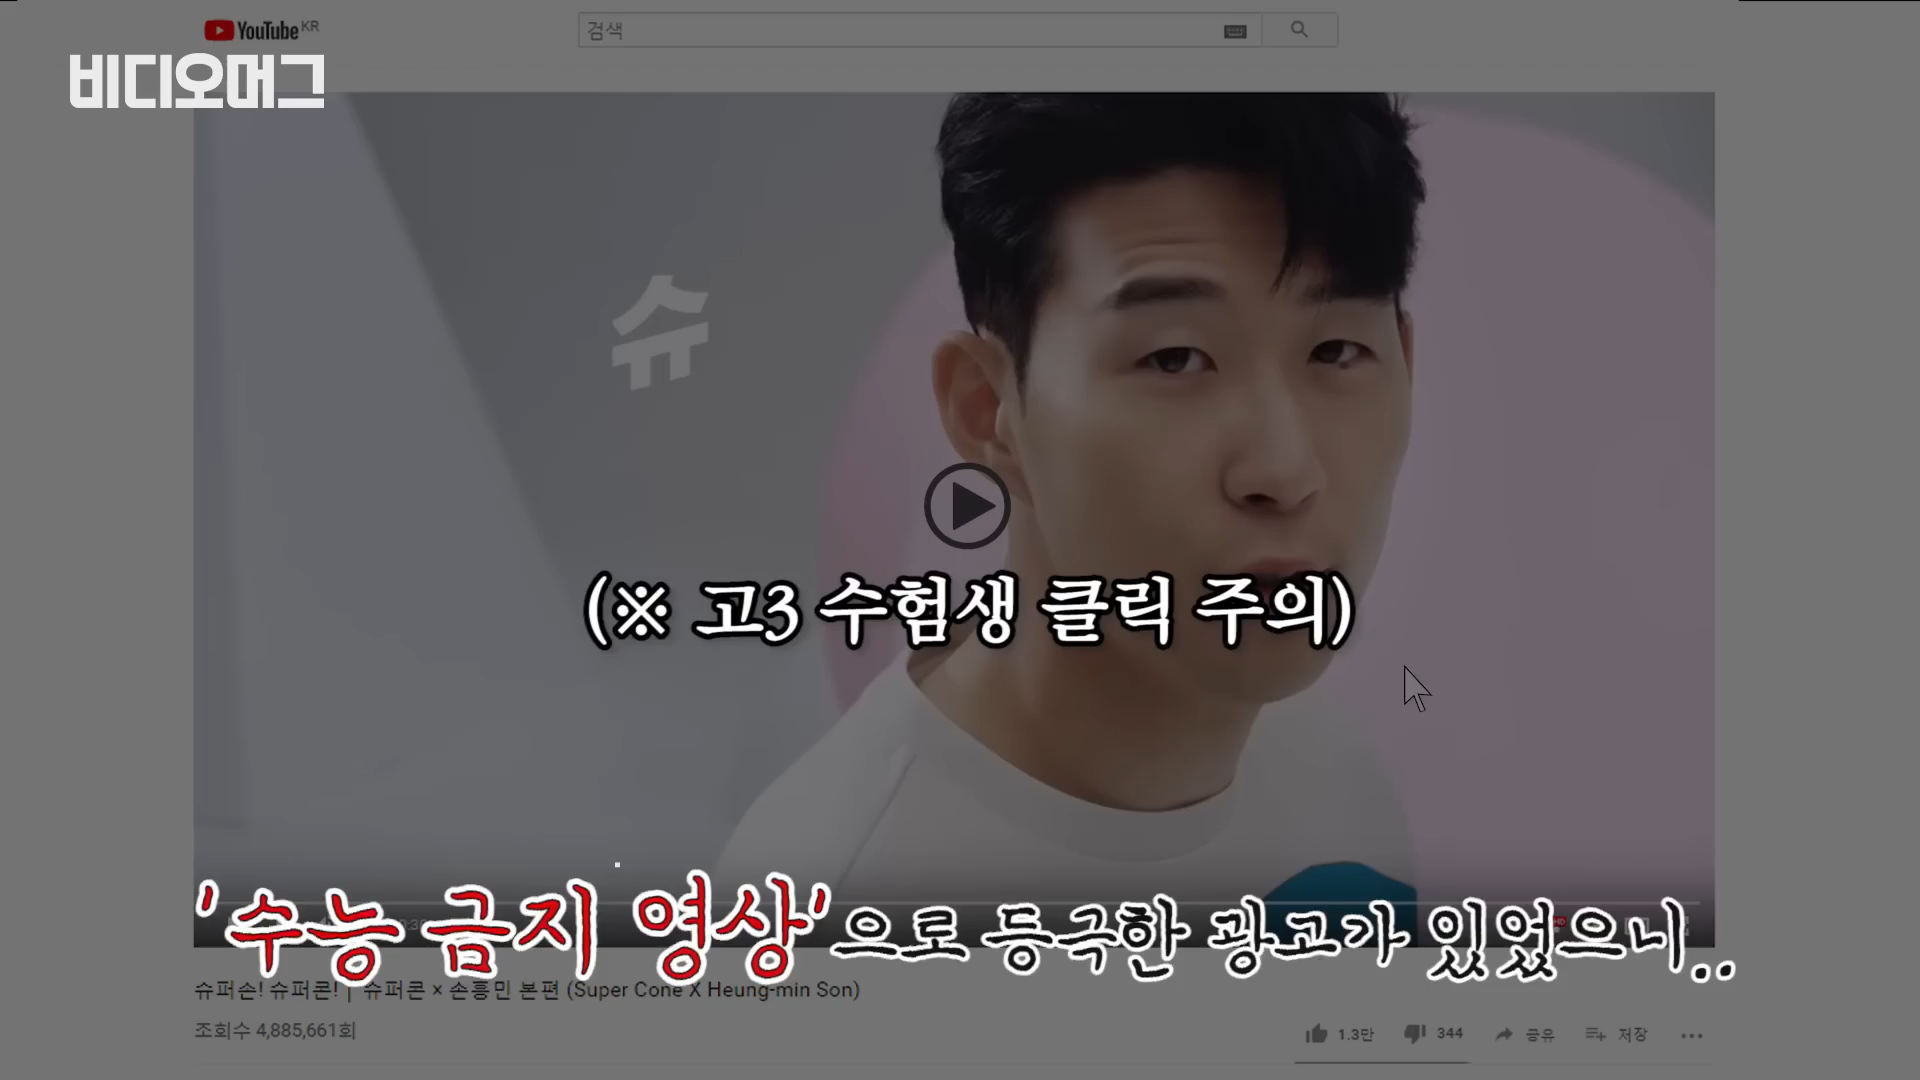 YouTube KR
검색
비디오머그
슈
(※ 고3 수험생 클릭 주의)
'수능 금지 영상'으로 등극한 광고가 있었으니..
슈퍼손! 슈퍼콘! | 슈퍼콘 × 손흥민 본편 (Super Cone X Heung-min Son)
조회수 4,885,661회
1.3만 344 공유 저장